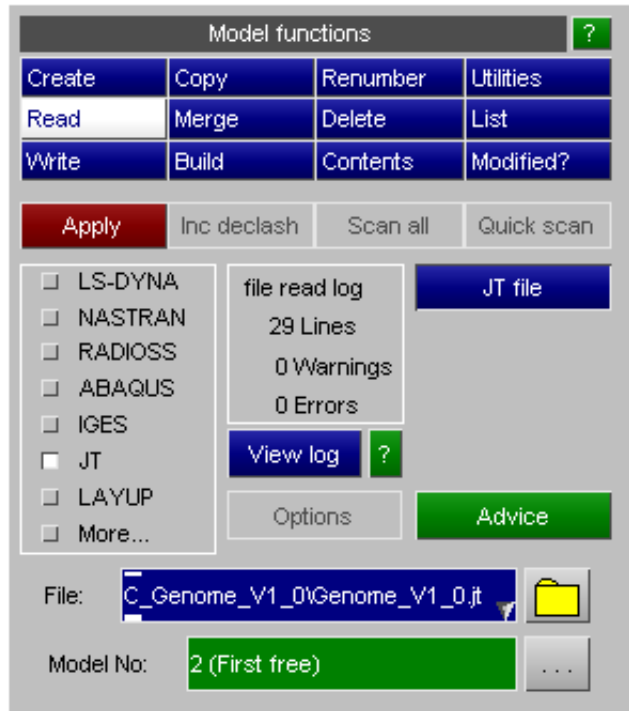 Model functions ?
Create Copy Renumber Utilities
Read Merge Delete List
Write Build Contents Modified?
Apply Inc declash Scan all Quick scan
LS-DYNA
NASTRAN
RADIOSS
ABAQUS
IGES
JT
LAYUP
More...
file read log
29 Lines
0 Warnings
0 Errors
View log ?
Options
JT file
Advice
File: C_Genome_V1_0\Genome_V1_0.jt
Model No: 2 (First free) ...